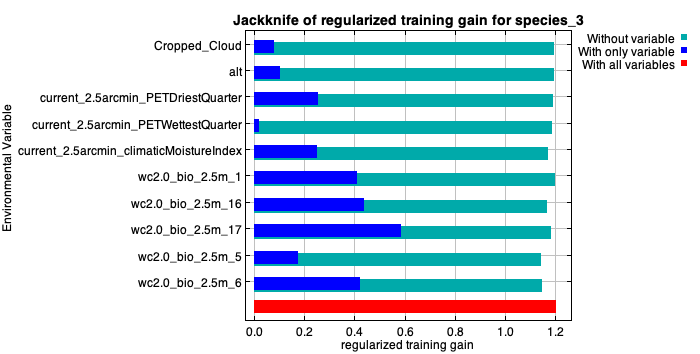 Jackknife of regularized training gain for species_3
Without variable
With only variable
With all variables
Environmental Variable
Cropped_Cloud
alt
current_2.5arcmin_PETDriestQuarter
current_2.5arcmin_PETWettestQuarter
current_2.5arcmin_climaticMoistureIndex
wc2.0_bio_2.5m_1
wc2.0_bio_2.5m_16
wc2.0_bio_2.5m_17
wc2.0_bio_2.5m_5
wc2.0_bio_2.5m_6
0.0 0.2 0.4 0.6 0.8 1.0 1.2
regularized training gain